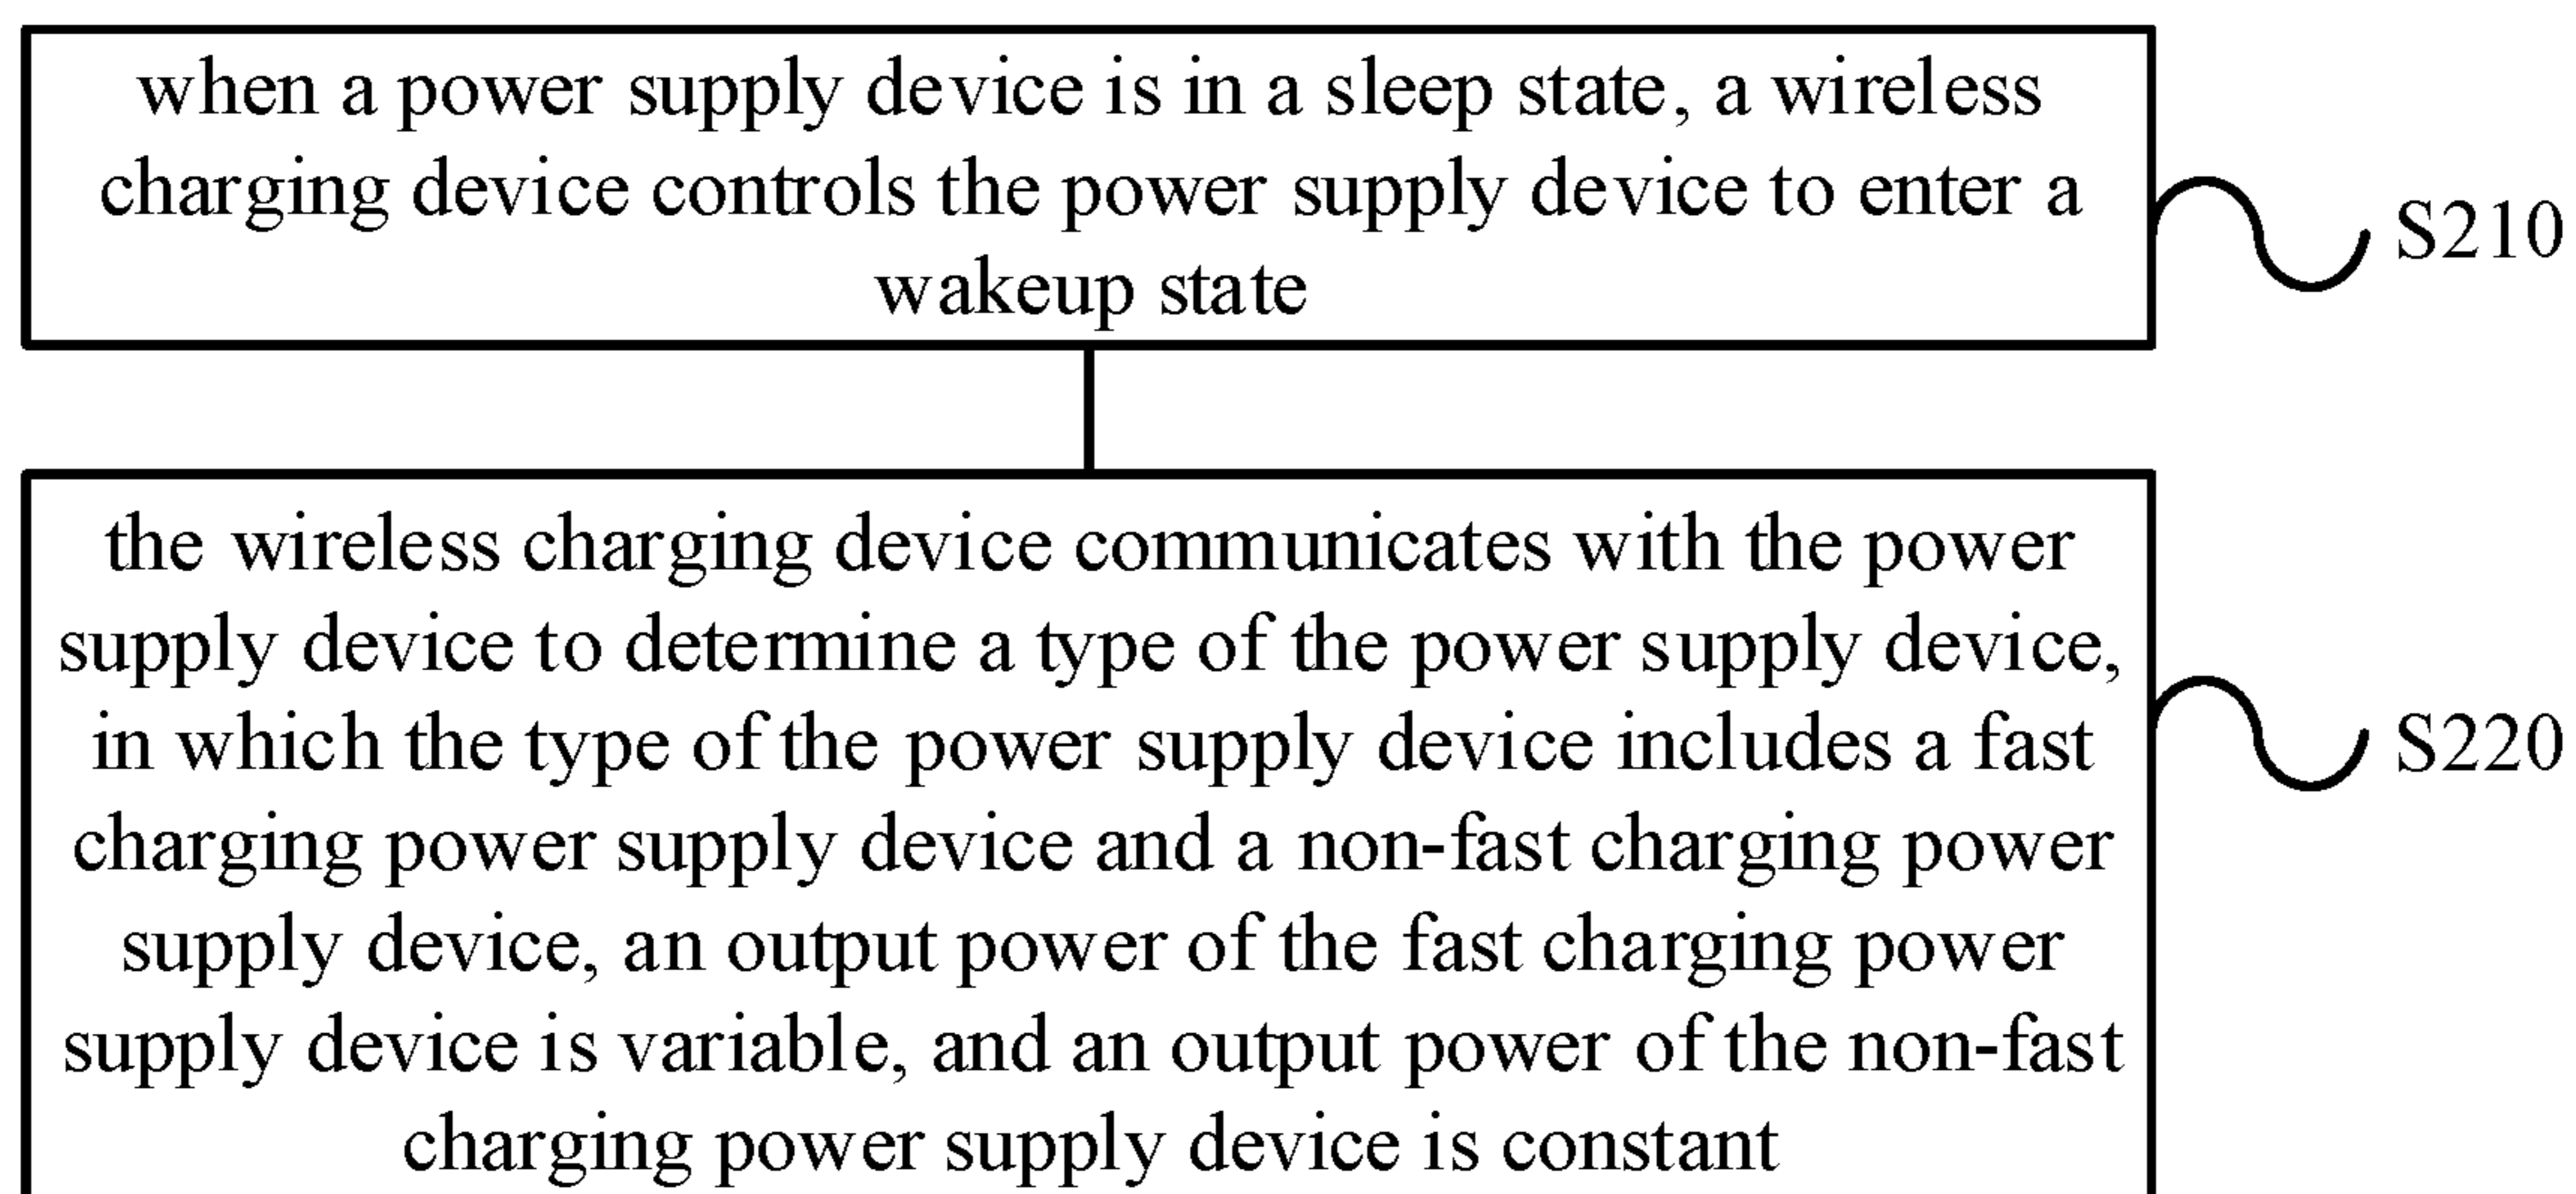 when a power supply device is in a sleep state, a wireless
charging device controls the power supply device to enter a
wakeup state
S210
the wireless charging device communicates with the power
supply device to determine a type of the power supply device,
in which the type of the power supply device includes a fast
charging power supply device and a non-fast charging power
supply device, an output power of the fast charging power
supply device is variable, and an output power of the non-fast
charging power supply device is constant
S220